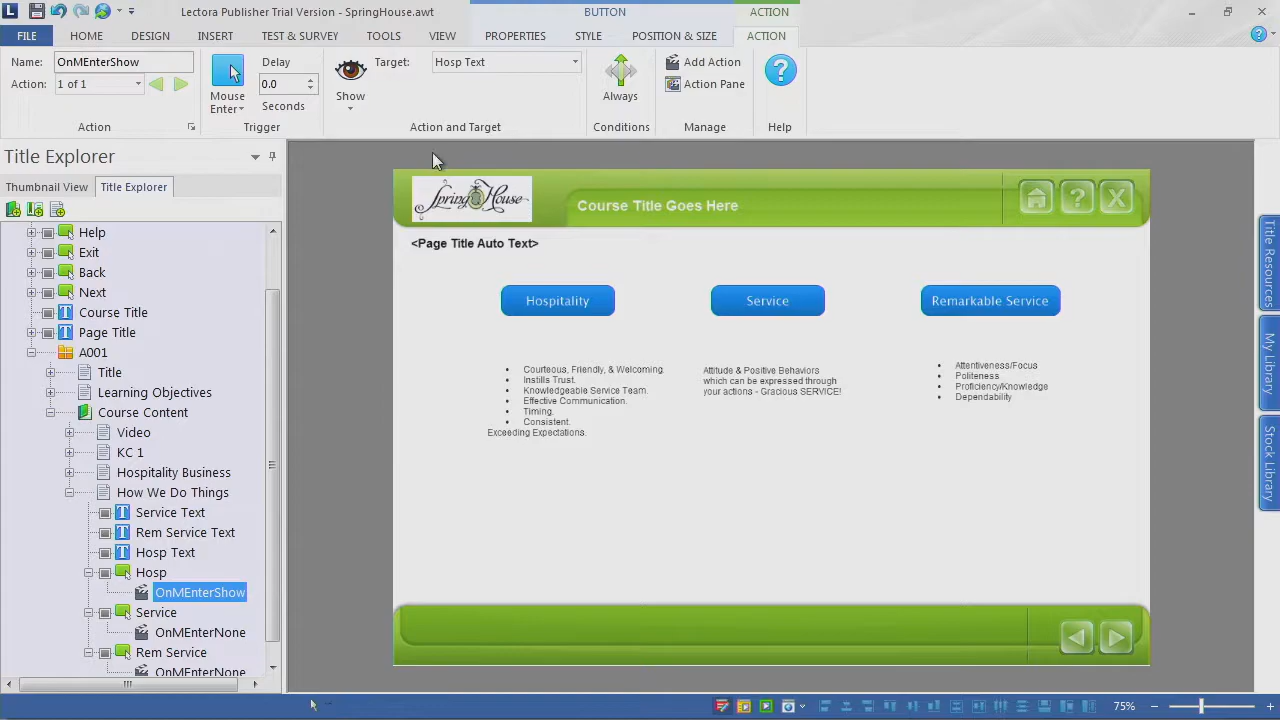 Lectora Publisher Trial Version - SpringHouse.awt
BUTTON
ACTION
FILE
HOME
DESIGN
INSERT
TEST & SURVEY
TOOLS
VIEW
PROPERTIES
STYLE
POSITION & SIZE
ACTION
Name: OnMEnterShow
Action: 1 of 1
Action
Mouse
Enter
Delay
0.0
Seconds
Trigger
Show
Target: Hosp Text
Action and Target
Always
Conditions
Add Action
Action Pane
Manage
Help
Title Explorer
Thumbnail View
Title Explorer
Help
Exit
Back
Next
Course Title
Page Title
A001
Title
Learning Objectives
Course Content
Video
KC 1
Hospitality Business
How We Do Things
Service Text
Rem Service Text
Hosp Text
Hosp
OnMEnterShow
Service
OnMEnterNone
Rem Service
OnMEnterNone
Spring House
Course Title Goes Here
?
X
<Page Title Auto Text>
Hospitality
Service
Remarkable Service
• Courteous, Friendly, & Welcoming.
• Instills Trust.
• Knowledgeable Service Team.
• Effective Communication.
• Timing.
• Consistent.
Exceeding Expectations.
Attitude & Positive Behaviors
which can be expressed through
your actions - Gracious SERVICE!
• Attentiveness/Focus
• Politeness
• Proficiency/Knowledge
• Dependability
Title Resources
My Library
Stock Library
75%